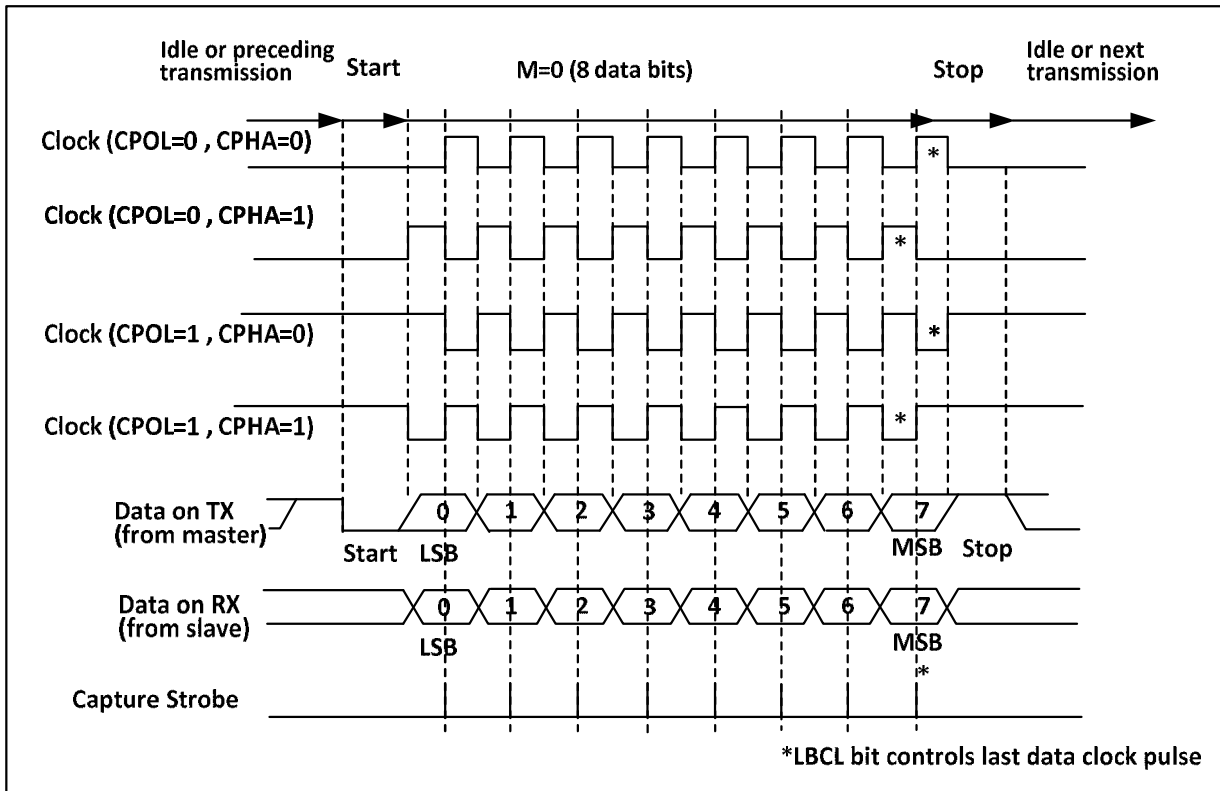 Idle or preceding
transmission
Start
M=0 (8 data bits)
Stop
Idle or next
transmission
Clock (CPOL=0 , CPHA=0)
*
Clock (CPOL=0 , CPHA=1)
*
Clock (CPOL=1 , CPHA=0)
*
Clock (CPOL=1 , CPHA=1)
*
Data on TX
(from master)
0 1 2 3 4 5 6 7
Start LSB MSB Stop
Data on RX
(from slave)
0 1 2 3 4 5 6 7
LSB MSB
*
Capture Strobe
*LBCL bit controls last data clock pulse